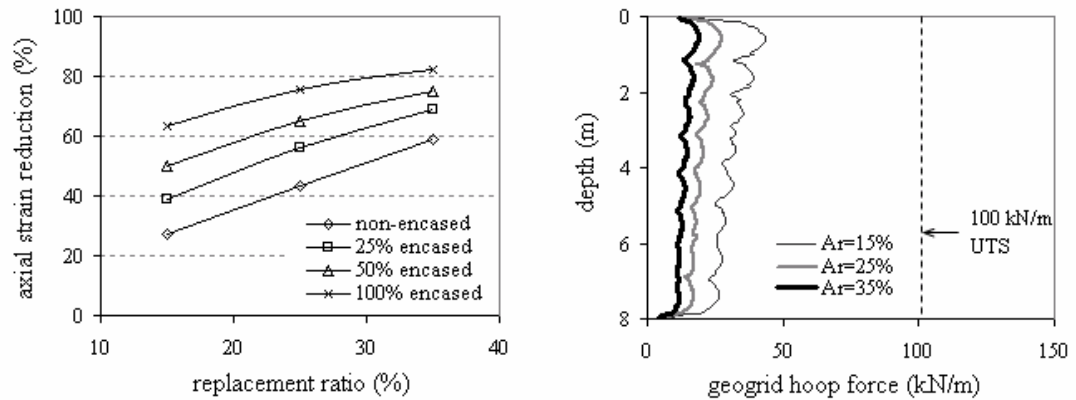 axial strain reduction (%)
100
80
60
40
20
0
10
20
30
40
replacement ratio (%)
non-encased
25% encased
50% encased
100% encased
depth (m)
0
2
4
6
8
0
50
100
150
geogrid hoop force (kN/m)
Ar=15%
Ar=25%
Ar=35%
100 kN/m
UTS